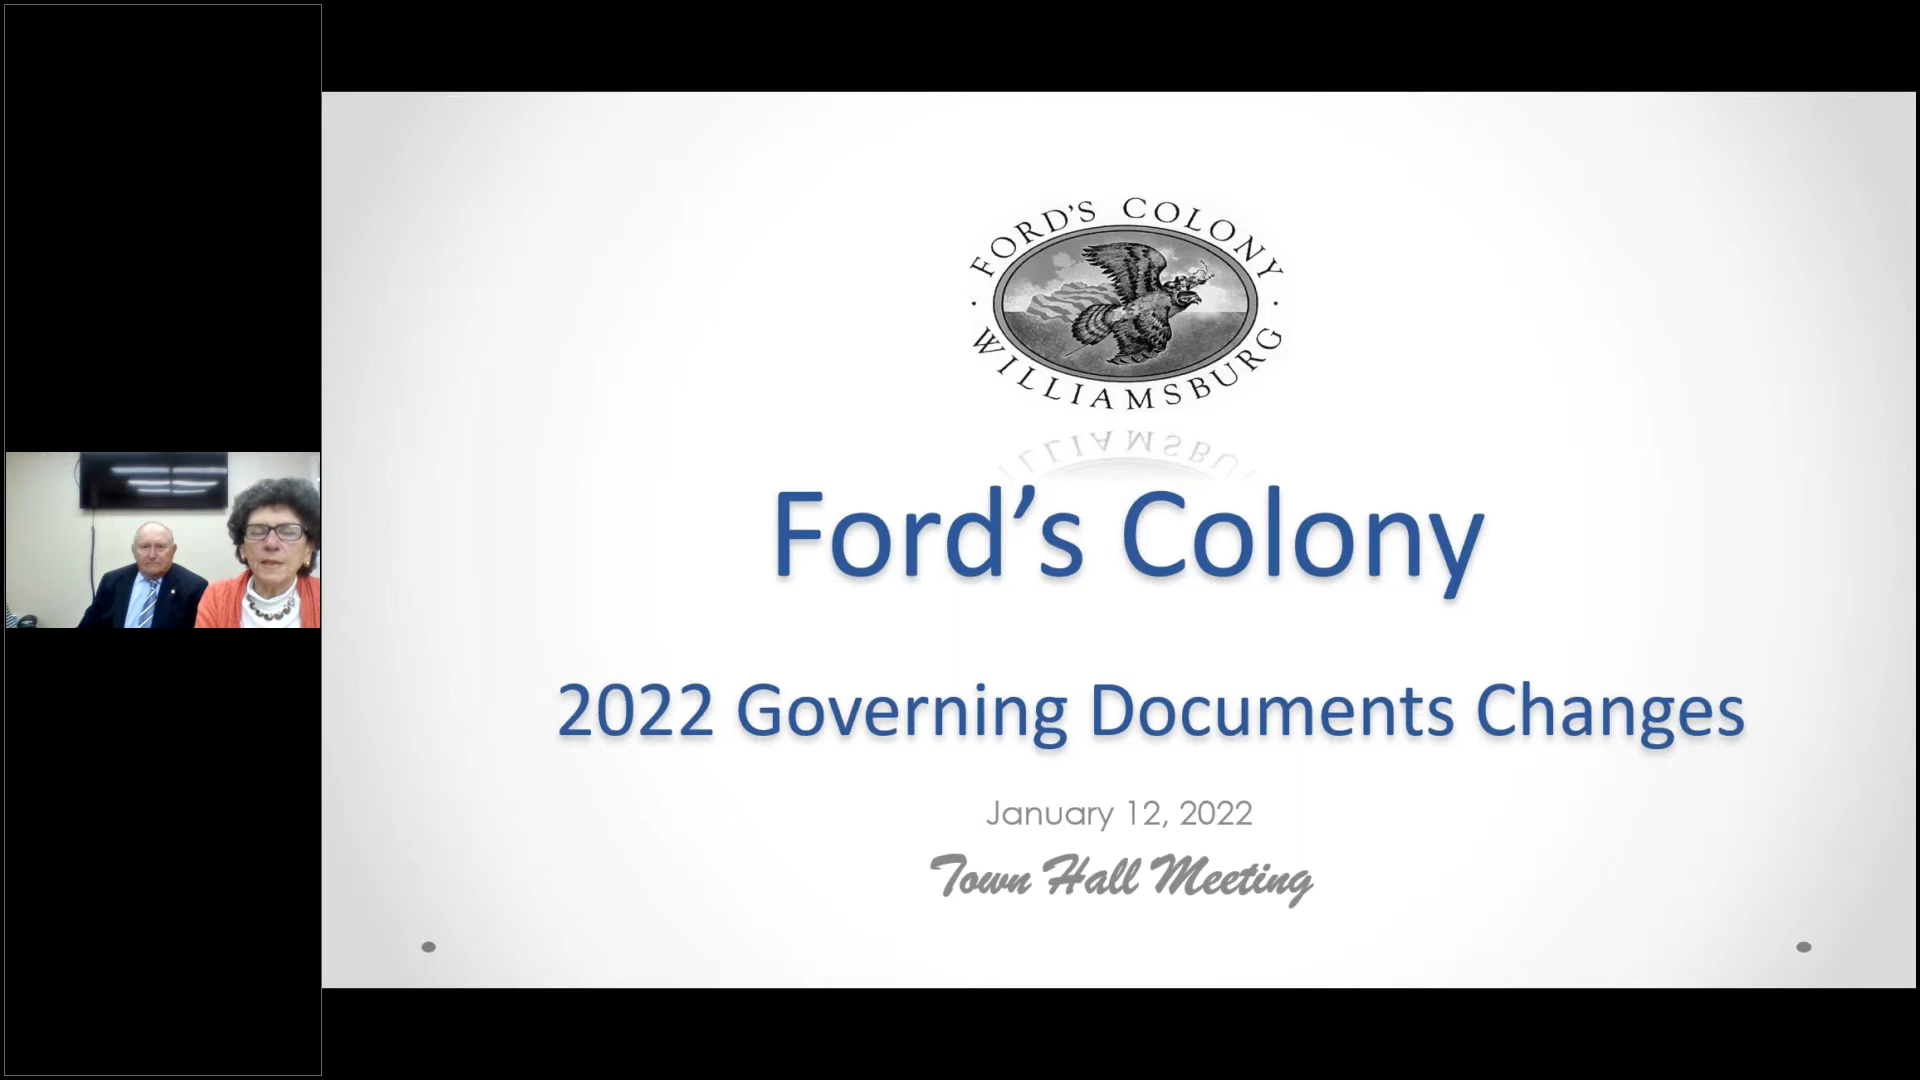 FORD'S COLONY
WILLIAMSBURG
Ford's Colony
2022 Governing Documents Changes
January 12, 2022
Town Hall Meeting